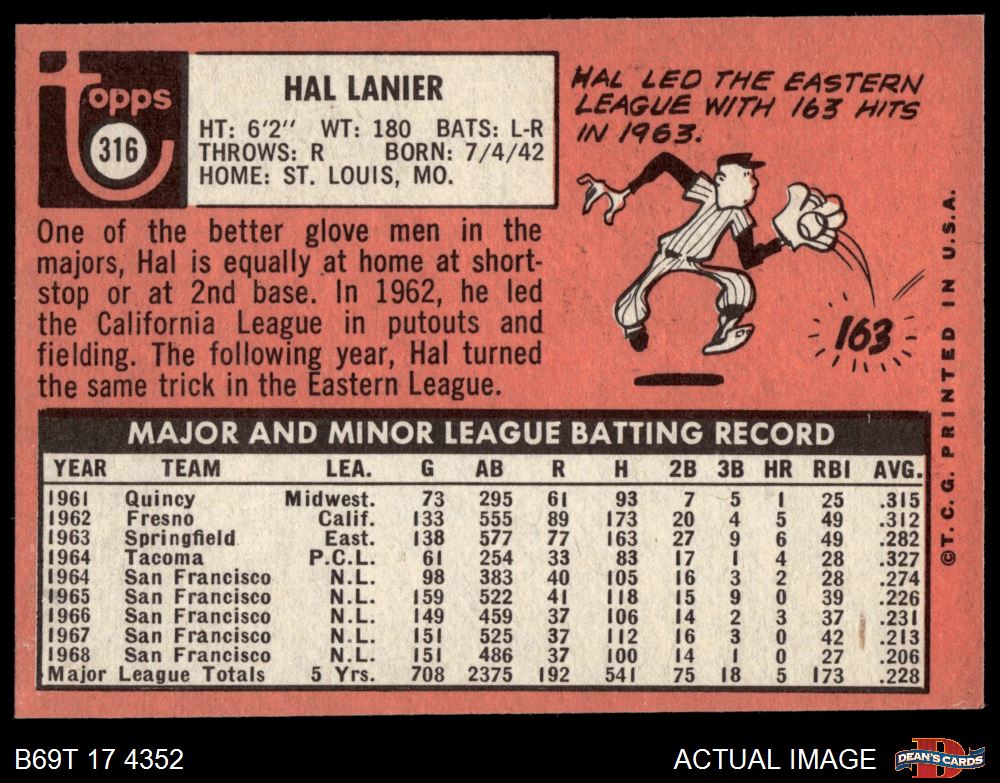 topps
316
HAL LANIER
HT: 6'2" WT: 180 BATS: L-R
THROWS: R BORN: 7/4/42
HOME: ST. LOUIS, MO.
HAL LED THE EASTERN
LEAGUE WITH 163 HITS
IN 1963.
163
One of the better glove men in the
majors, Hal is equally at home at short-
stop or at 2nd base. In 1962, he led
the California League in putouts and
fielding. The following year, Hal turned
the same trick in the Eastern League.
MAJOR AND MINOR LEAGUE BATTING RECORD
YEAR TEAM LEA. G AB R H 2B 3B HR RBI AVG.
1961 Quincy Midwest. 73 295 61 93 7 5 1 25 .315
1962 Fresno Calif. 133 555 89 173 20 4 5 49 .312
1963 Springfield East. 138 577 77 163 27 9 6 49 .282
1964 Tacoma P.C.L. 61 254 33 83 17 1 4 28 .327
1964 San Francisco N.L. 98 383 40 105 16 3 2 28 .274
1965 San Francisco N.L. 159 522 41 118 15 9 0 39 .226
1966 San Francisco N.L. 149 459 37 106 14 2 3 37 .231
1967 San Francisco N.L. 151 525 37 112 16 3 0 42 .213
1968 San Francisco N.L. 151 486 37 100 14 1 0 27 .206
Major League Totals 5 Yrs. 708 2375 192 541 75 18 5 173 .228
©T.C.G. PRINTED IN U.S.A.
B69T 17 4352
ACTUAL IMAGE
D
DEAN'S CARDS